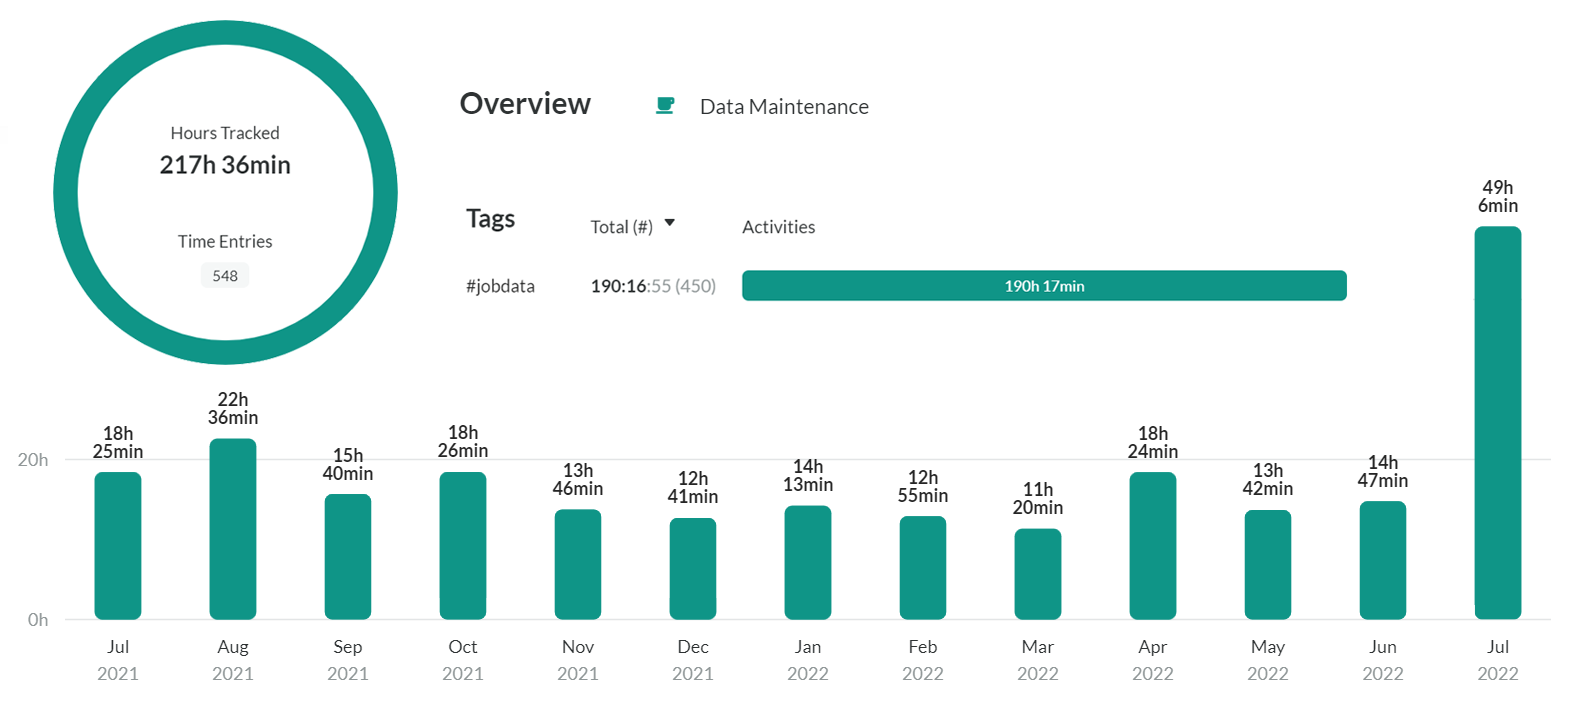 Hours Tracked
217h 36min
Time Entries
548
Overview
Data Maintenance
Tags
Total (#)
Activities
#jobdata
190:16:55 (450)
190h 17min
20h
0h
18h
25min
22h
36min
15h
40min
18h
26min
13h
46min
12h
41min
14h
13min
12h
55min
11h
20min
18h
24min
13h
42min
14h
47min
49h
6min
Jul
2021
Aug
2021
Sep
2021
Oct
2021
Nov
2021
Dec
2021
Jan
2022
Feb
2022
Mar
2022
Apr
2022
May
2022
Jun
2022
Jul
2022